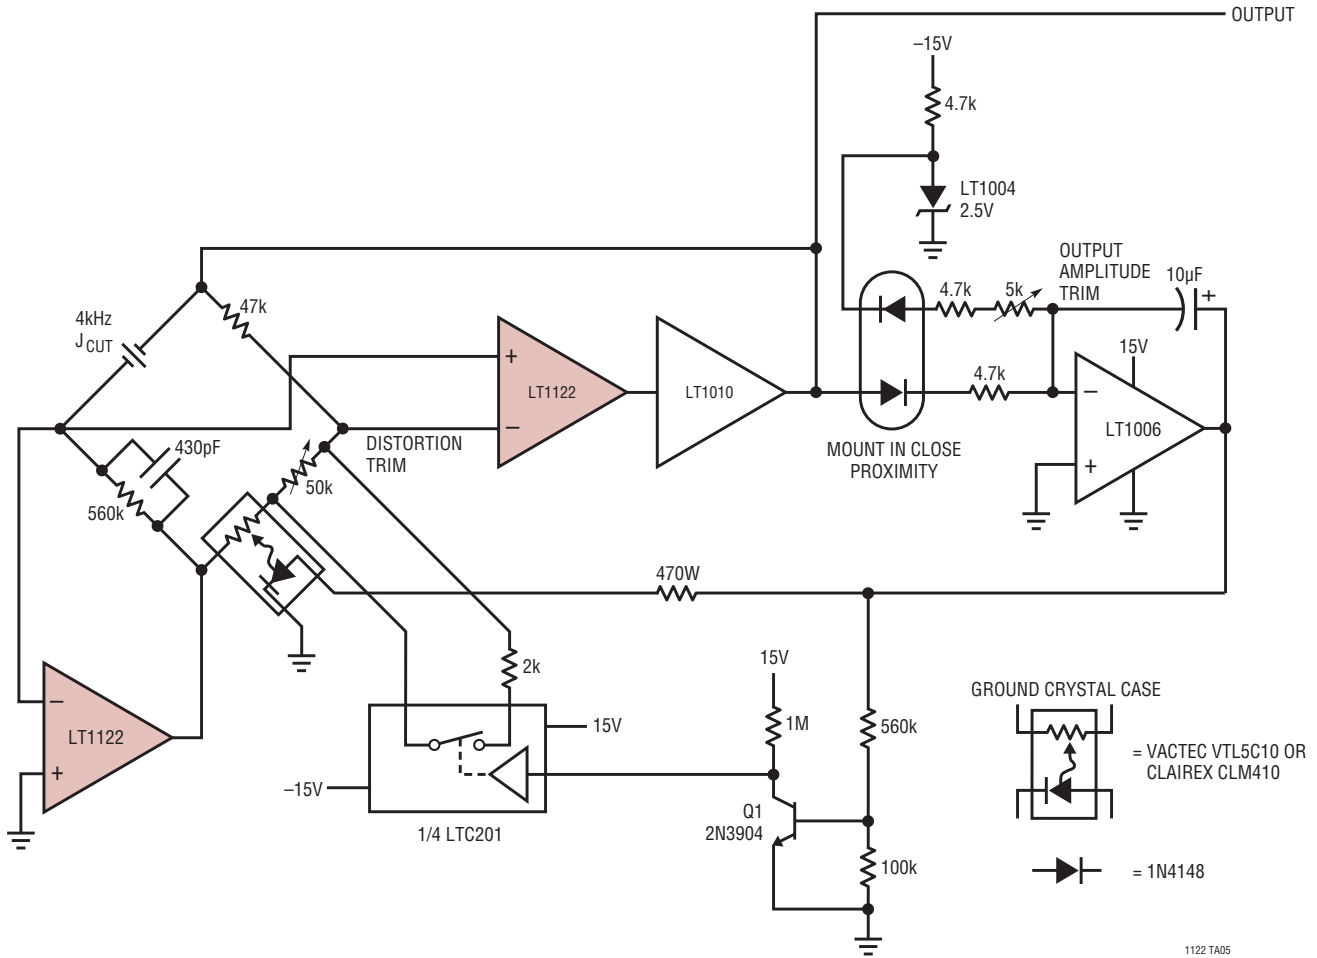 OUTPUT
–15V
4.7k
LT1004
2.5V
OUTPUT
AMPLITUDE
TRIM
10µF
+
4.7k
5k
47k
4kHz
J CUT
15V
+
LT1122
–
LT1010
4.7k
–
LT1006
+
MOUNT IN CLOSE
PROXIMITY
DISTORTION
TRIM
430pF
50k
560k
470W
–
LT1122
+
2k
15V
–15V
1/4 LTC201
15V
1M
560k
Q1
2N3904
100k
GROUND CRYSTAL CASE
= VACTEC VTL5C10 OR
CLAIREX CLM410
= 1N4148
1122 TA05